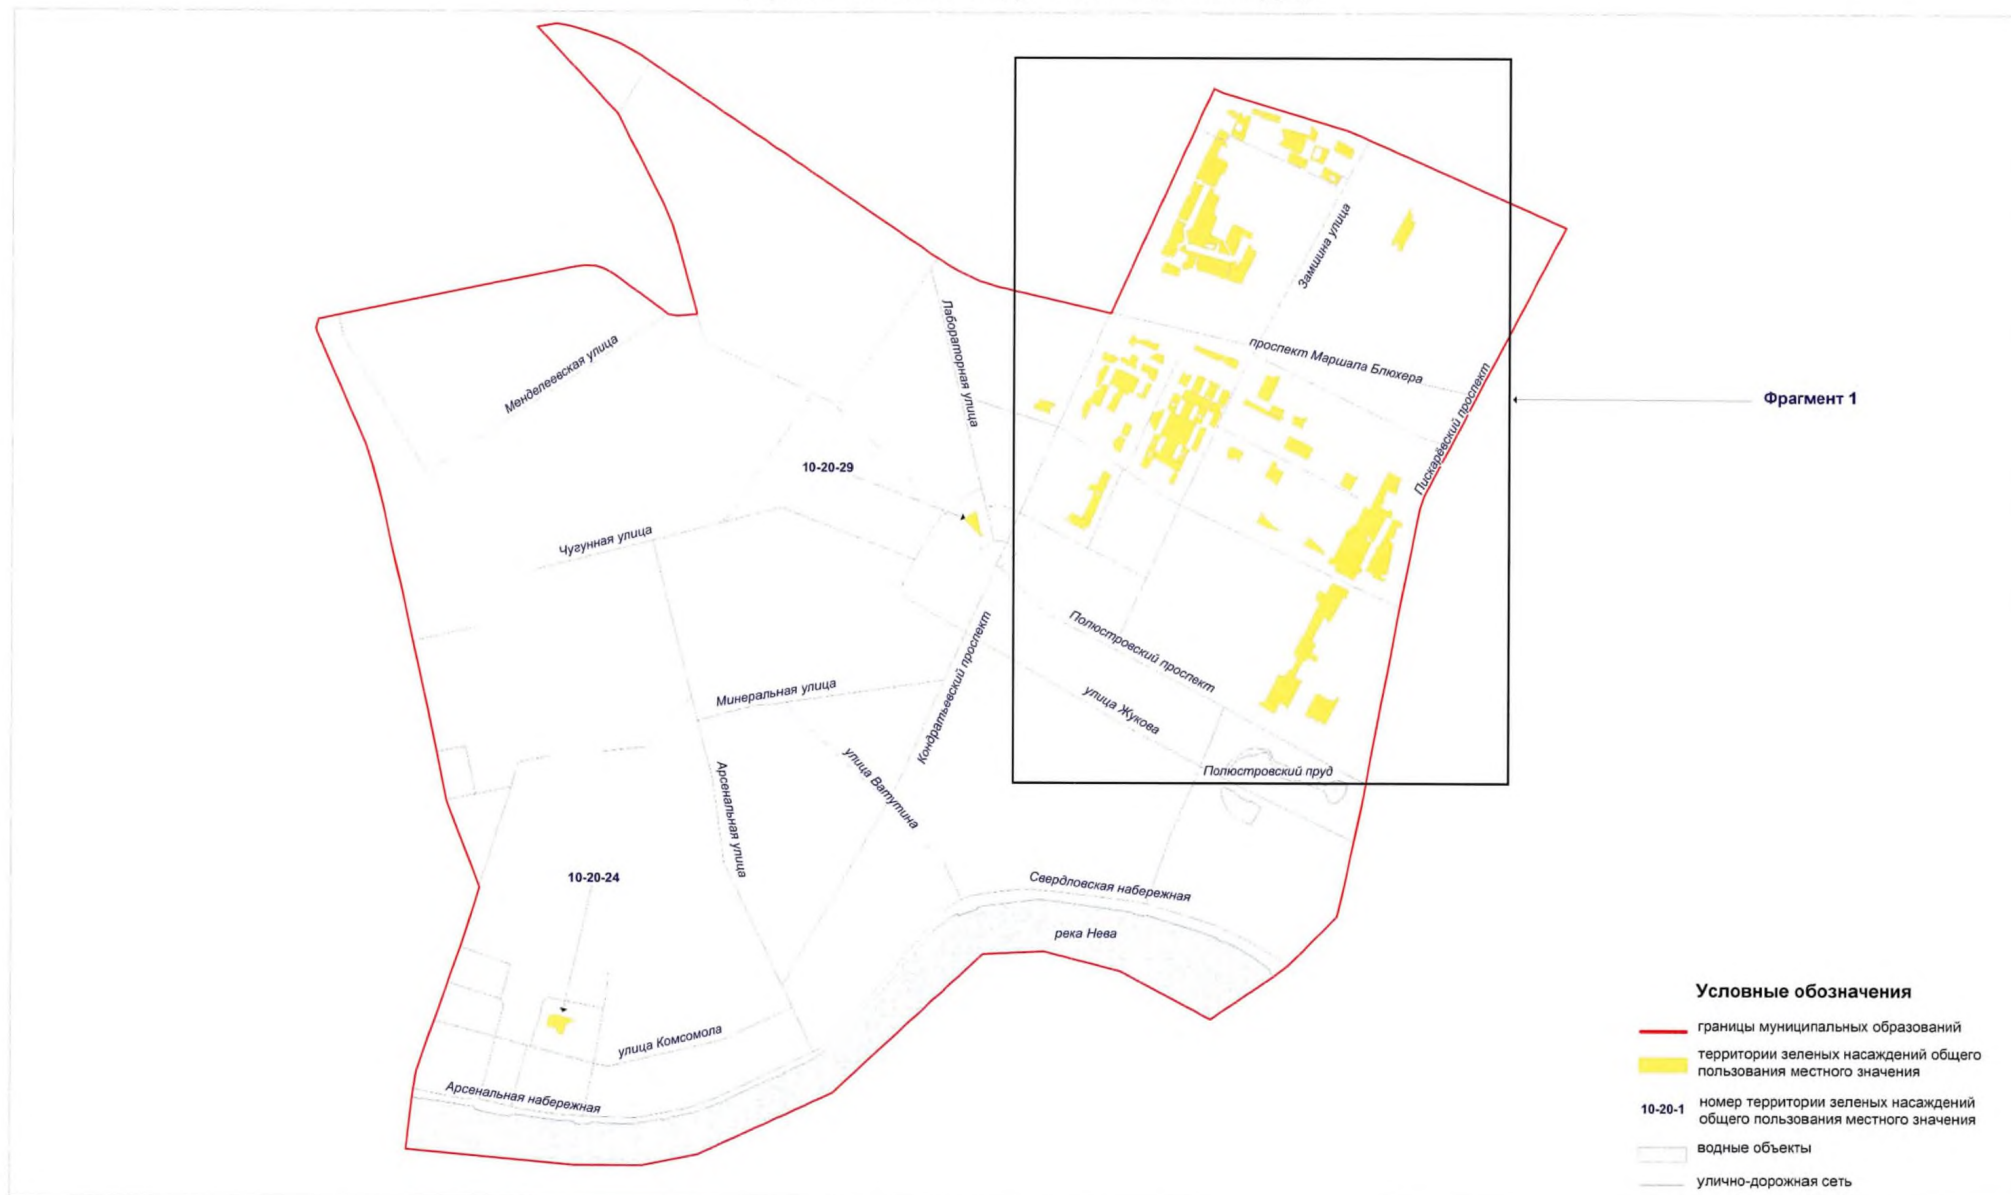 Замшина улица
Лабораторная улица
проспект Маршала Блюхера
Менделеевская улица
Пискарёвский проспект
Фрагмент 1
10-20-29
Чугунная улица
Полюстровский проспект
Кондратьевский проспект
Минеральная улица
улица Жукова
улица Ватутина
Полюстровский пруд
Арсенальная улица
10-20-24
Свердловская набережная
река Нева
улица Комсомола
Арсенальная набережная
Условные обозначения
границы муниципальных образований
территории зеленых насаждений общего
пользования местного значения
10-20-1 номер территории зеленых насаждений
общего пользования местного значения
водные объекты
улично-дорожная сеть